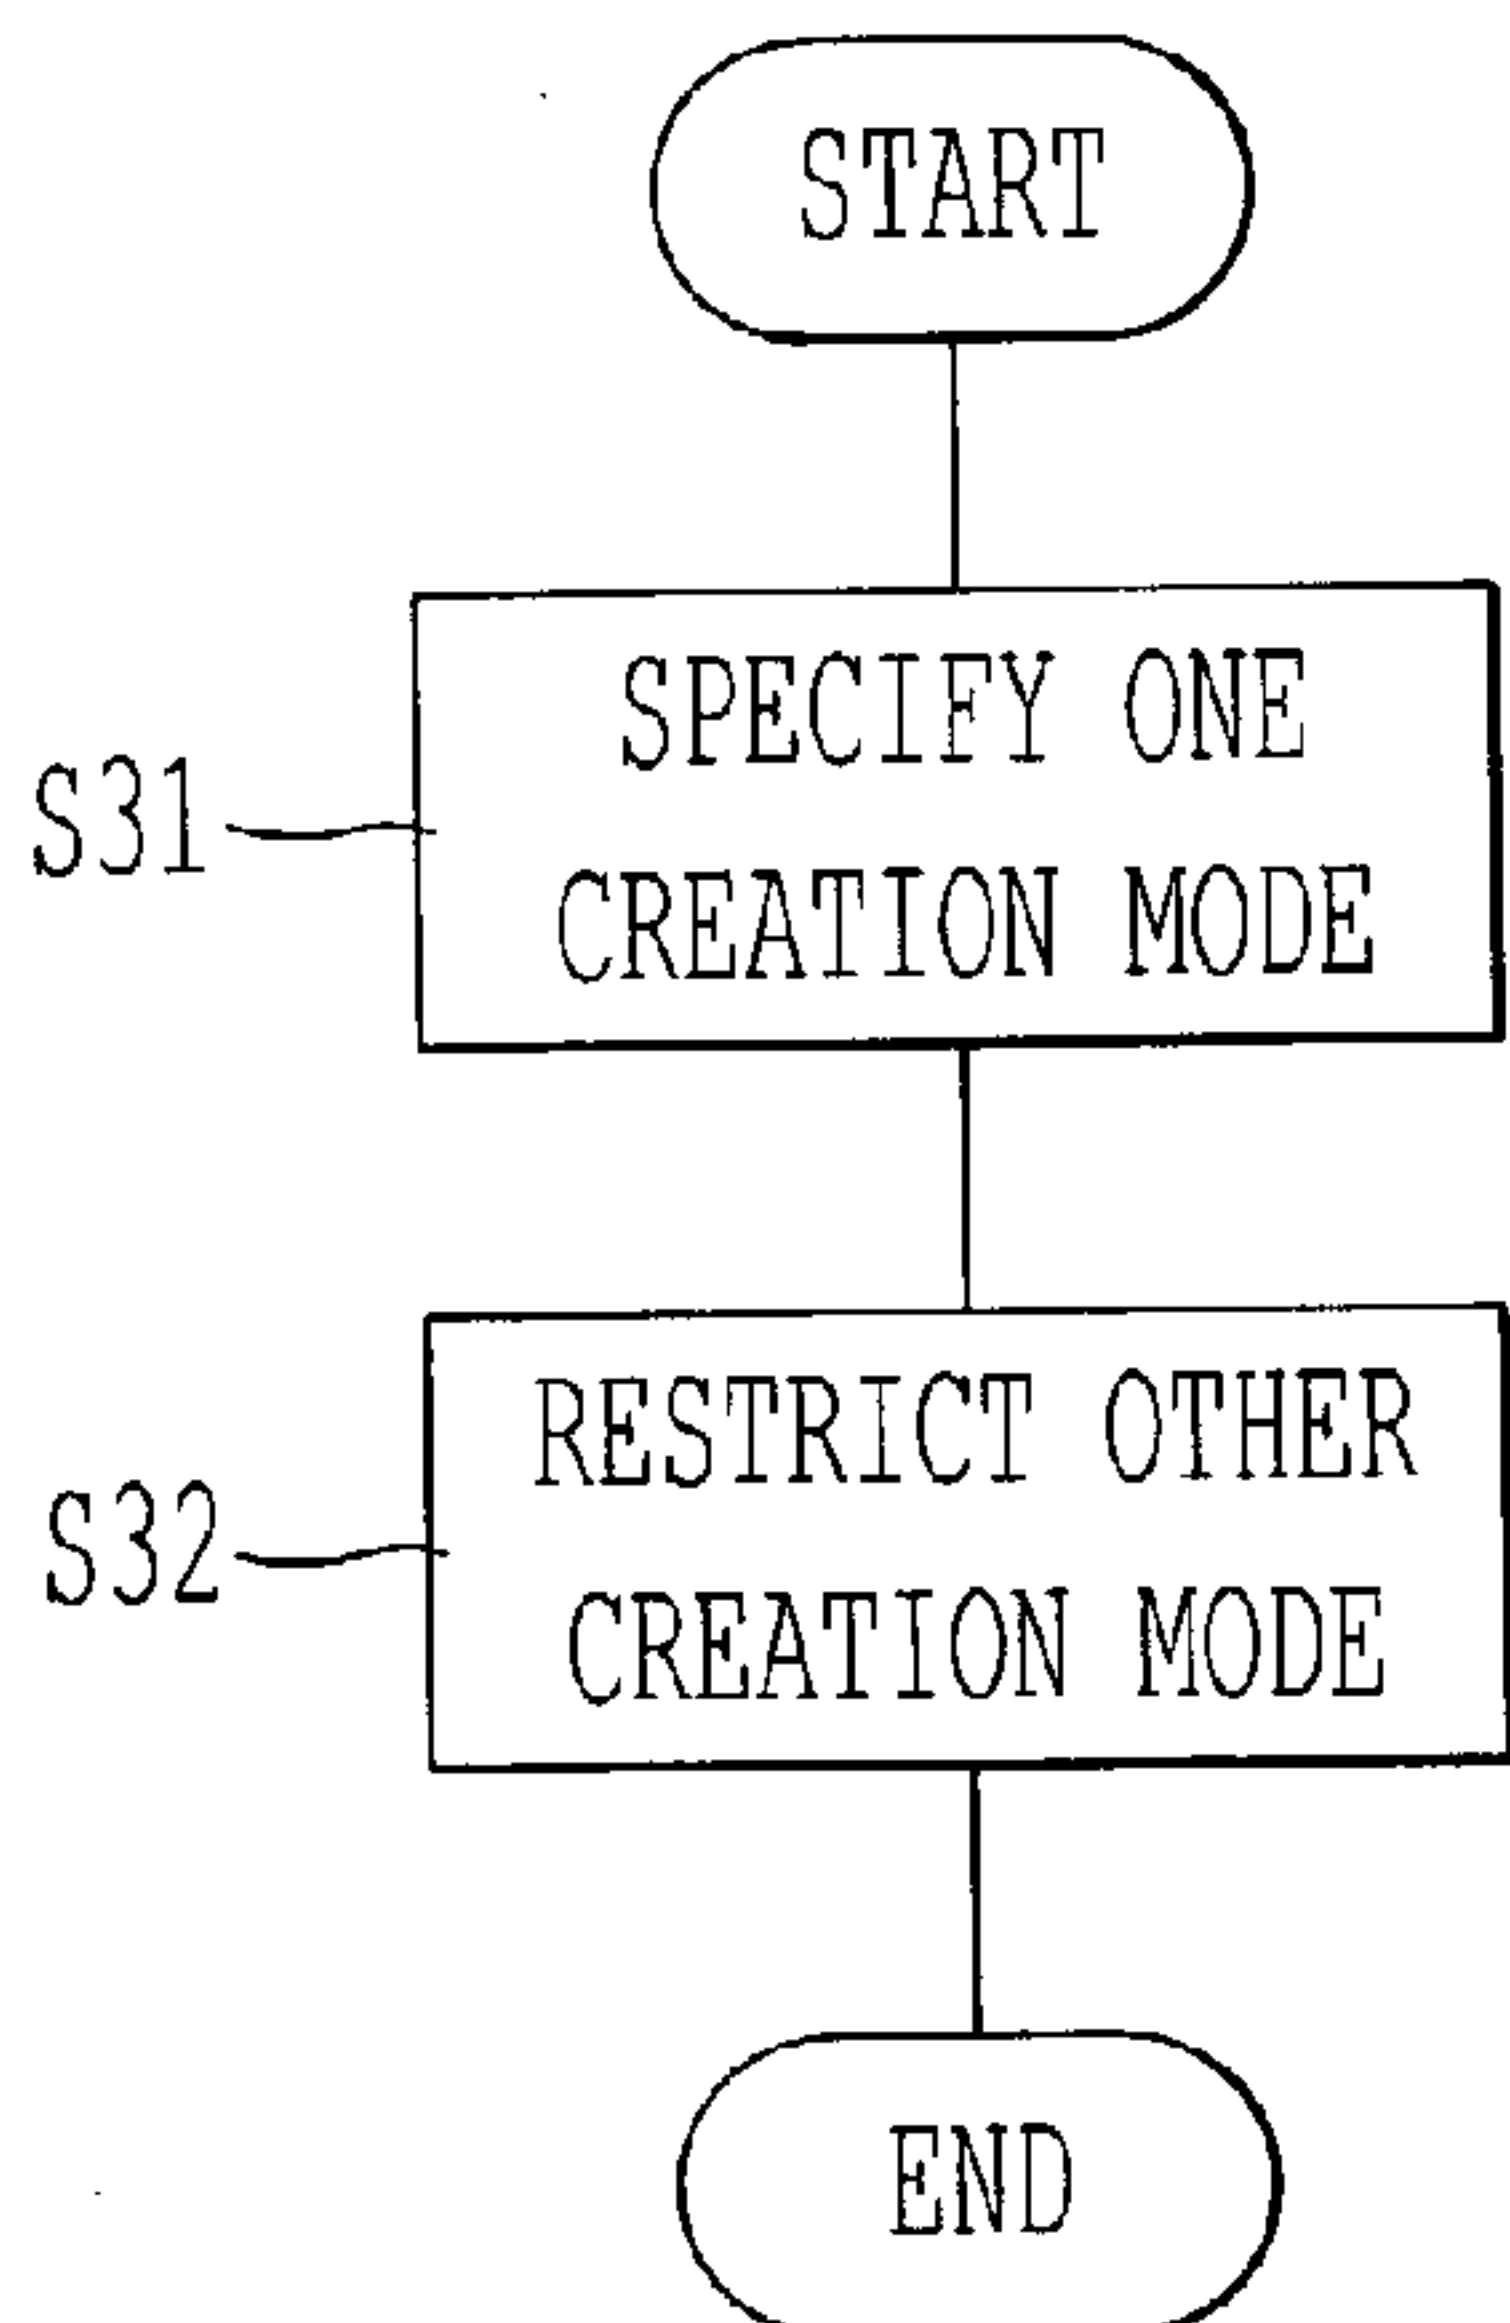 START
SPECIFY ONE
CREATION MODE
S31
RESTRICT OTHER
CREATION MODE
S32
END